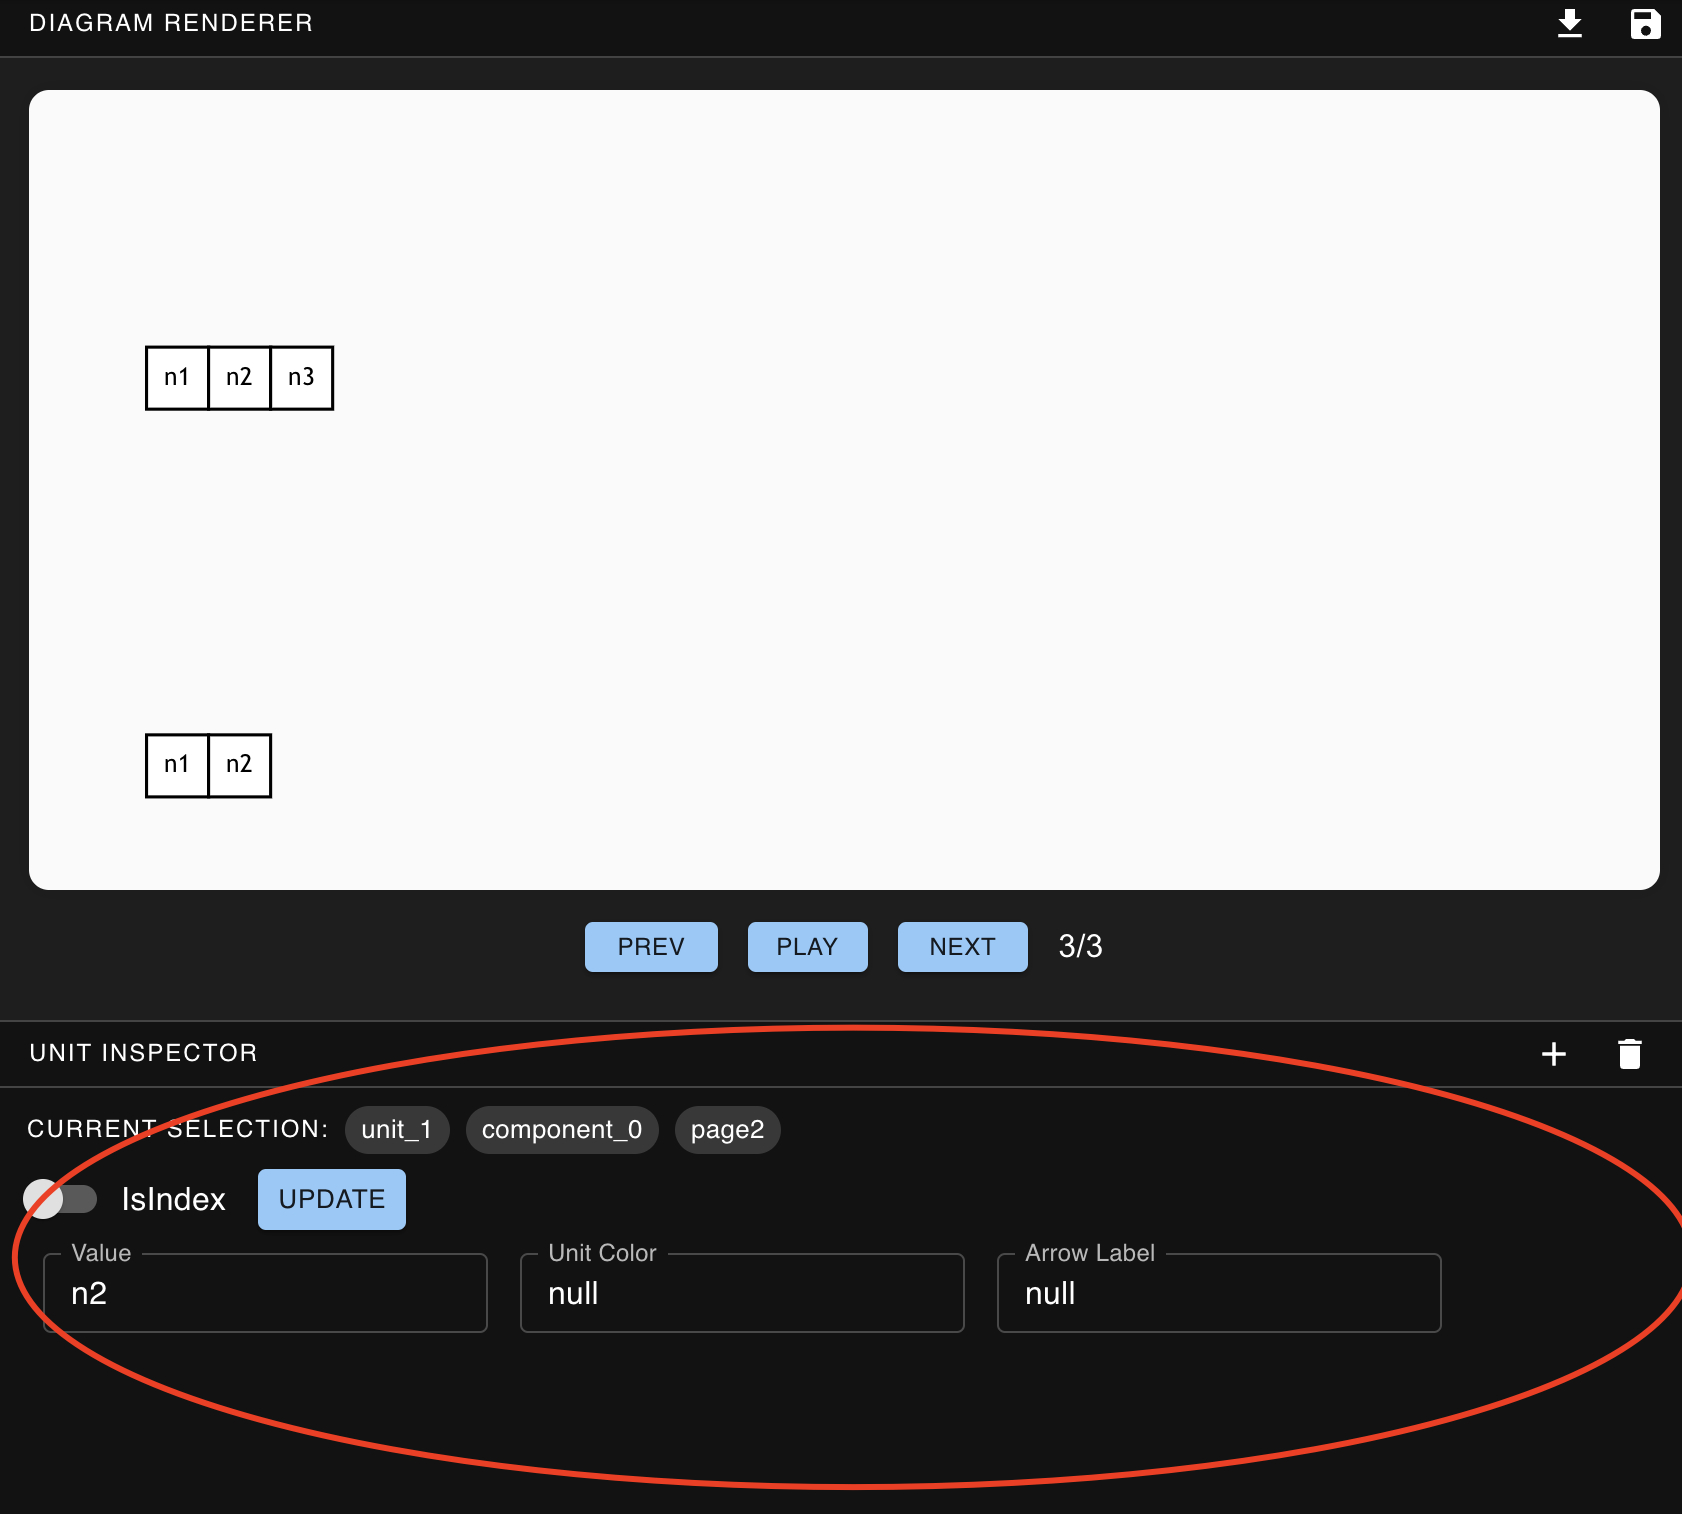 DIAGRAM RENDERER
n1 n2 n3
n1 n2
PREV PLAY NEXT 3/3
UNIT INSPECTOR
CURRENT SELECTION: unit_1 component_0 page2
IsIndex UPDATE
Value Unit Color Arrow Label
n2 null null